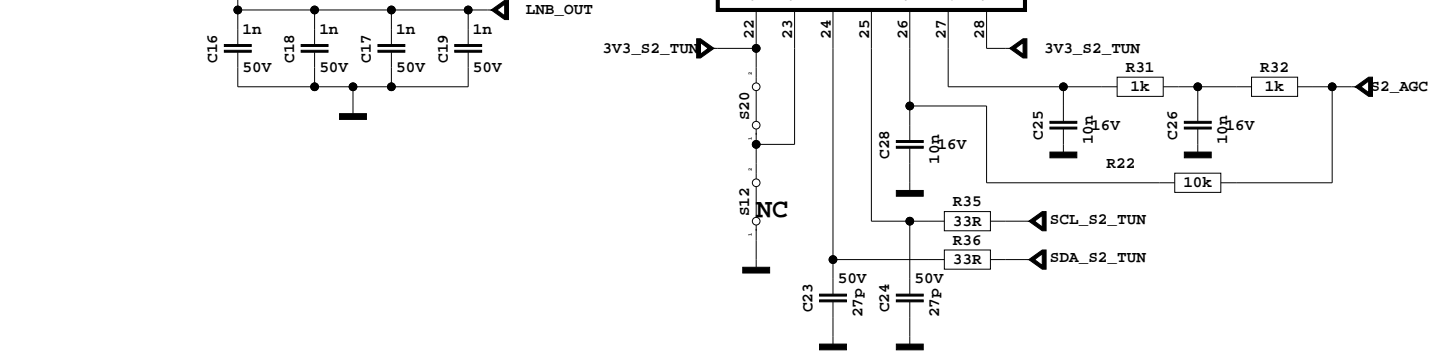 LNB_OUT
1n 1n 1n 1n
C16 C18 C17 C19
50V 50V 50V 50V
22 23 24 25 26 27 28
3V3_S2_TUN
3V3_S2_TUN
R31 R32
1k 1k
S2_AGC
S20
C25 10n 16V
C26 10n 16V
C28 10n 16V
R22
10k
S12
NC
R35
33R
SCL_S2_TUN
R36
33R
SDA_S2_TUN
50V 50V
C23 27p C24 27p